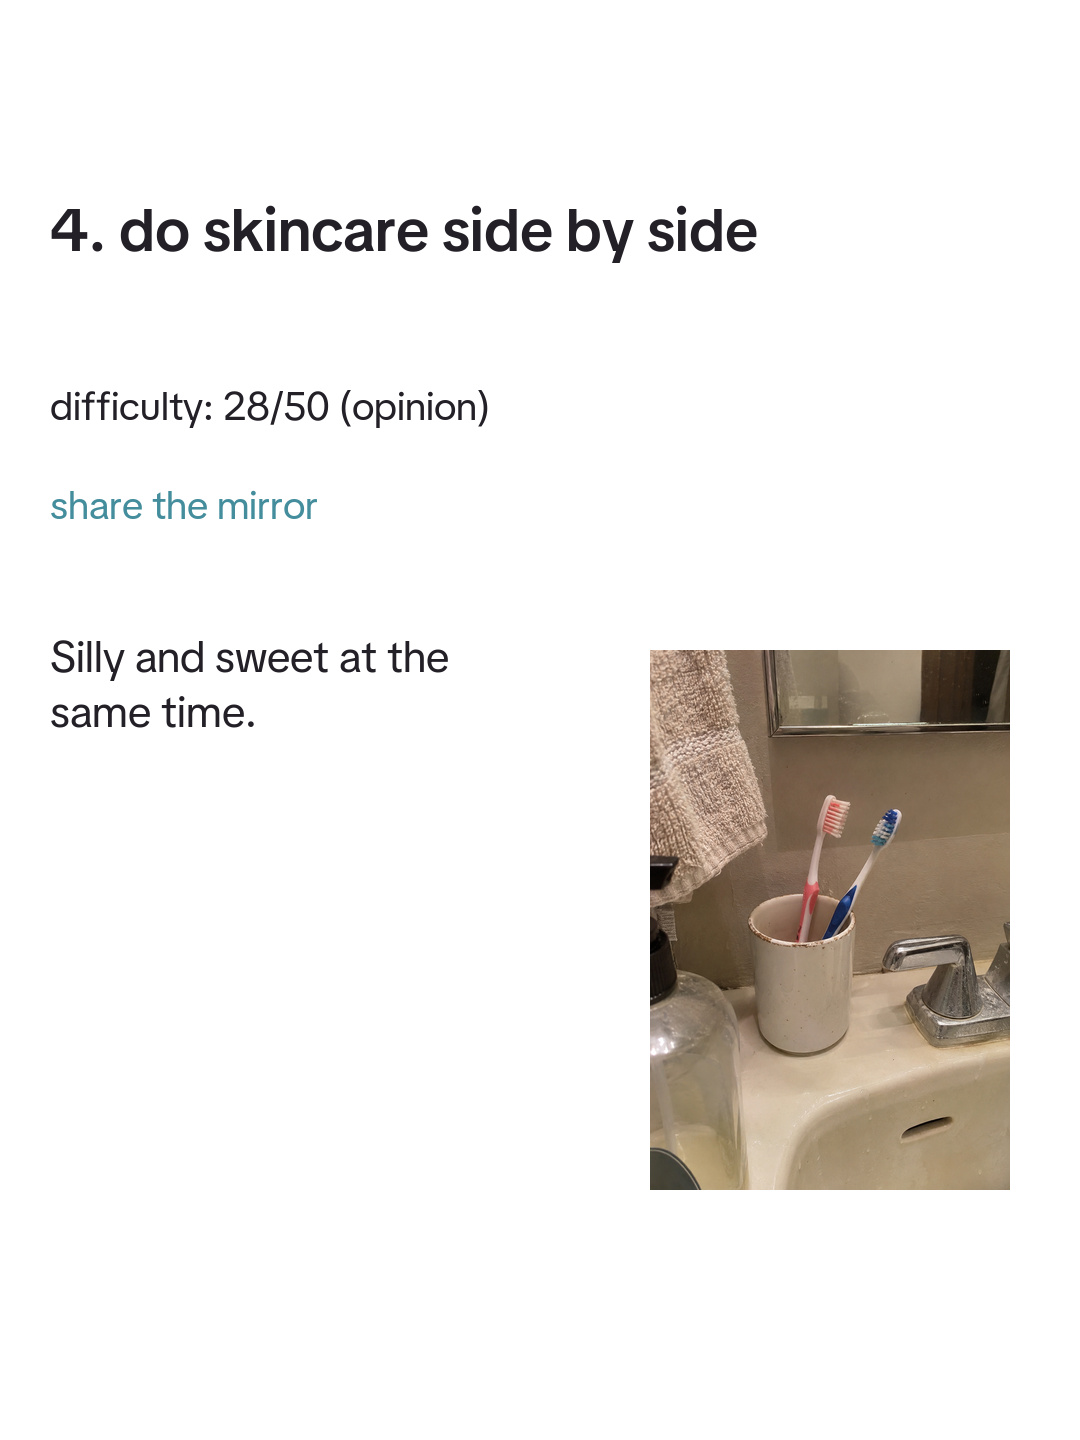 4. do skincare side by side
difficulty: 28/50 (opinion)
share the mirror
Silly and sweet at the
same time.